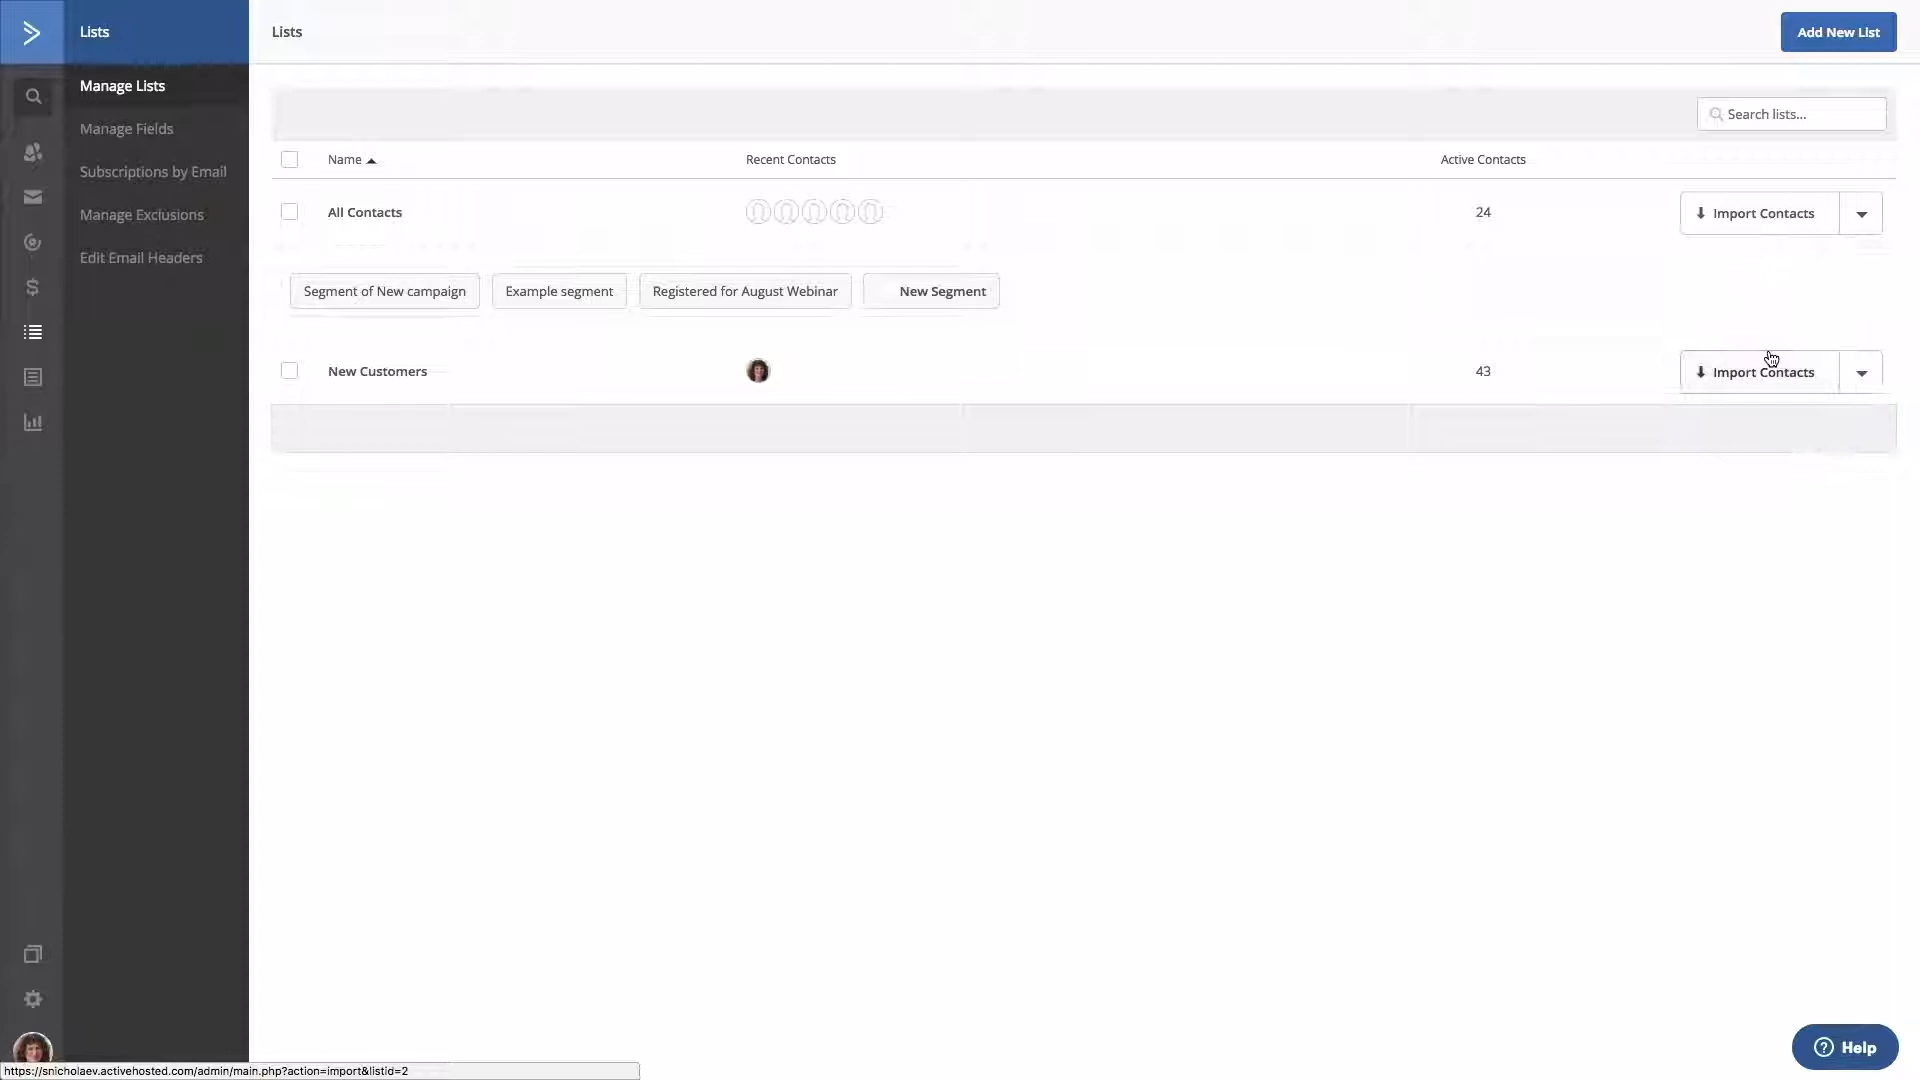 Lists
Lists
Add New List
Manage Lists
Manage Fields
Subscriptions by Email
Manage Exclusions
Edit Email Headers
Search lists...
Name
Recent Contacts
Active Contacts
All Contacts
24
Import Contacts
Segment of New campaign
Example segment
Registered for August Webinar
New Segment
New Customers
43
Import Contacts
Help
https://snicholaev.activehosted.com/admin/main.php?action=import&listid=2